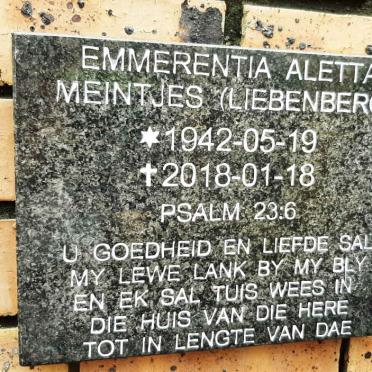 EMMERENTIA ALETTA
MEINTJES (LIEBENBERG
*1942-05-19
†2018-01-18
PSALM 23:6
U GOEDHEID EN LIEFDE SAL
MY LEWE LANK BY MY BLY
EN EK SAL TUIS WEES IN
DIE HUIS VAN DIE HERE
TOT IN LENGTE VAN DAE